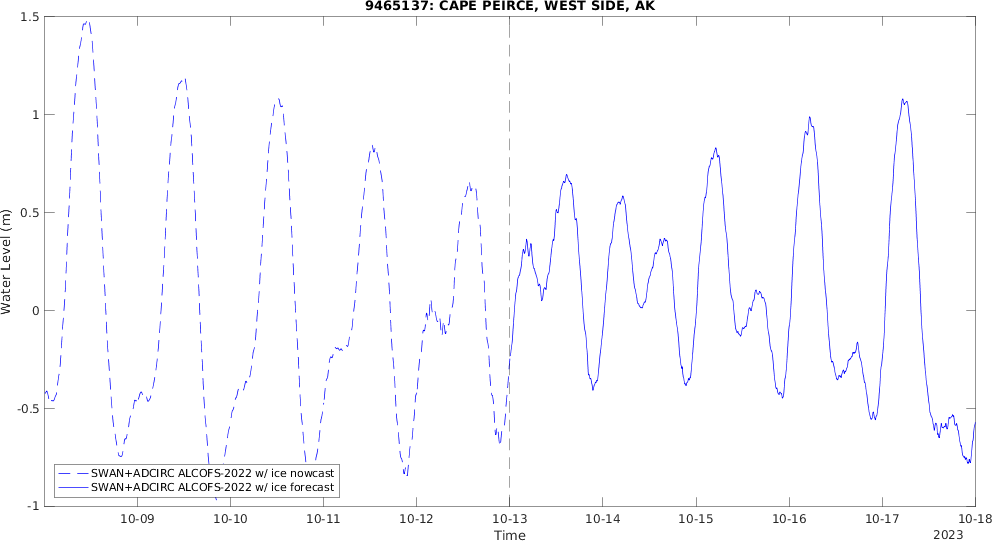 9465137: CAPE PEIRCE, WEST SIDE, AK
Water Level (m)
1.5
1
0.5
0
-0.5
-1
SWAN+ADCIRC ALCOFS-2022 w/ ice nowcast
SWAN+ADCIRC ALCOFS-2022 w/ ice forecast
10-09 10-10 10-11 10-12 10-13 10-14 10-15 10-16 10-17 10-18
Time
2023